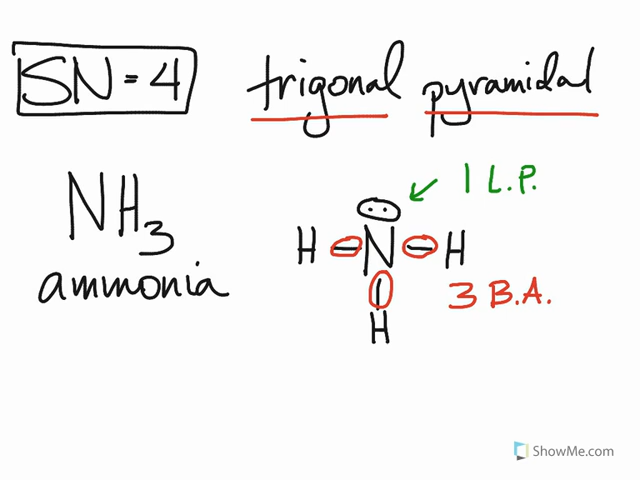 SN = 4 trigonal pyramidal
NH3
ammonia
1 L.P.
H - N - H
3 B.A.
H
ShowMe.com